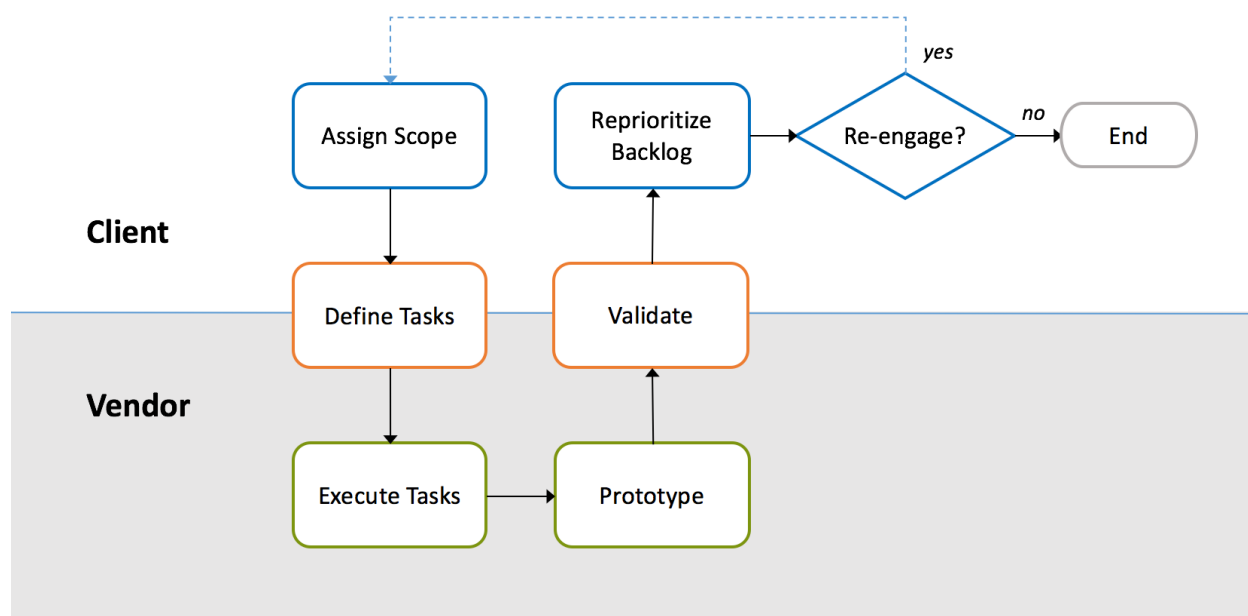 yes
Assign Scope
Reprioritize
Backlog
Re-engage?
no
End
Client
Define Tasks
Validate
Vendor
Execute Tasks
Prototype